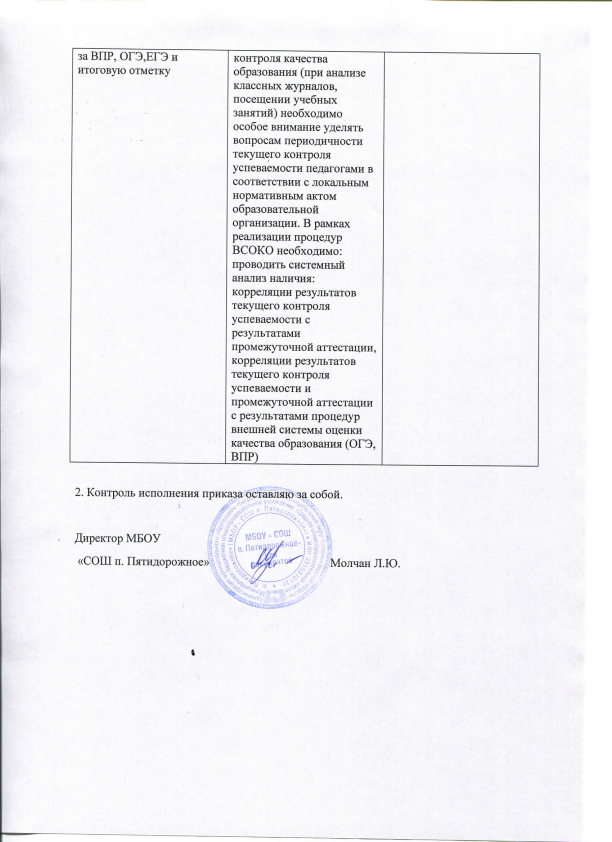 за ВПР, ОГЭ,ЕГЭ и
итоговую отметку
контроля качества
образования (при анализе
классных журналов,
посещении учебных
занятий) необходимо
особое внимание уделять
вопросам периодичности
текущего контроля
успеваемости педагогами в
соответствии с локальным
нормативным актом
образовательной
организации. В рамках
реализации процедур
ВСОКО необходимо:
проводить системный
анализ наличия:
корреляции результатов
текущего контроля
успеваемости с
результатами
промежуточной аттестации,
корреляции результатов
текущего контроля
успеваемости и
промежуточной аттестации
с результатами процедур
внешней системы оценки
качества образования (ОГЭ,
ВПР)
2. Контроль исполнения приказа оставляю за собой.
Директор МБОУ
«СОШ п. Пятидорожное»
Молчан Л.Ю.
МБОУ « СОШ
п. Пятидорожное»